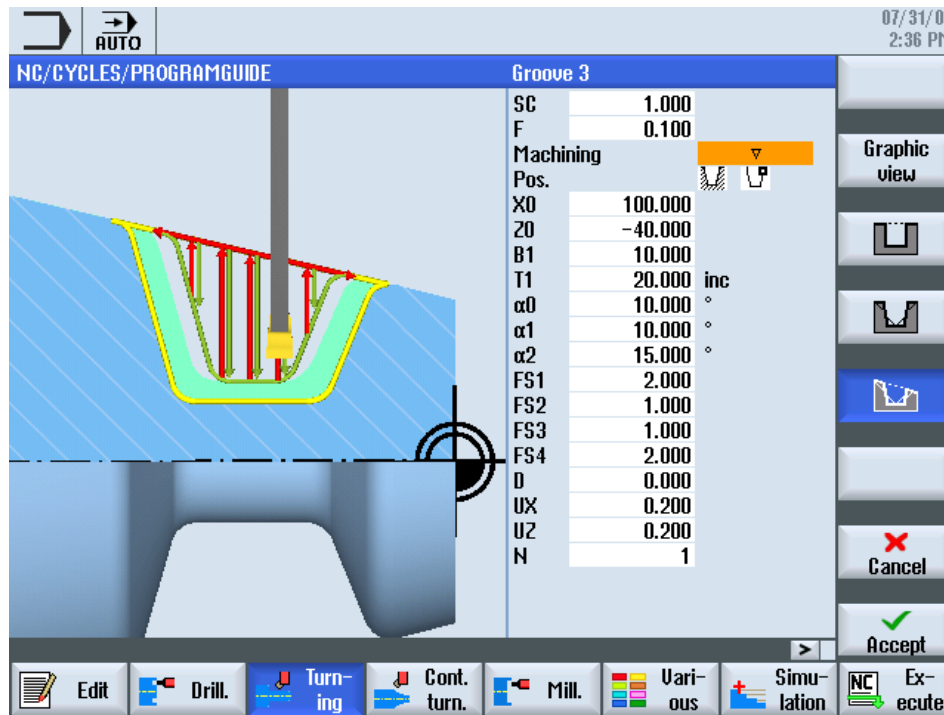 07/31/0
AUTO
2:36 PM
NC/CYCLES/PROGRAMGUIDE
Groove 3
SC 1.000
F 0.100
Machining ▽
Pos.
X0 100.000
Z0 -40.000
B1 10.000
T1 20.000 inc
α0 10.000 °
α1 10.000 °
α2 15.000 °
FS1 2.000
FS2 1.000
FS3 1.000
FS4 2.000
D 0.000
UX 0.200
UZ 0.200
N 1
Graphic
view
Cancel
Accept
>
Edit
Drill.
Turn-
ing
Cont.
turn.
Mill.
Vari-
ous
Simu-
lation
NC
Ex-
ecute